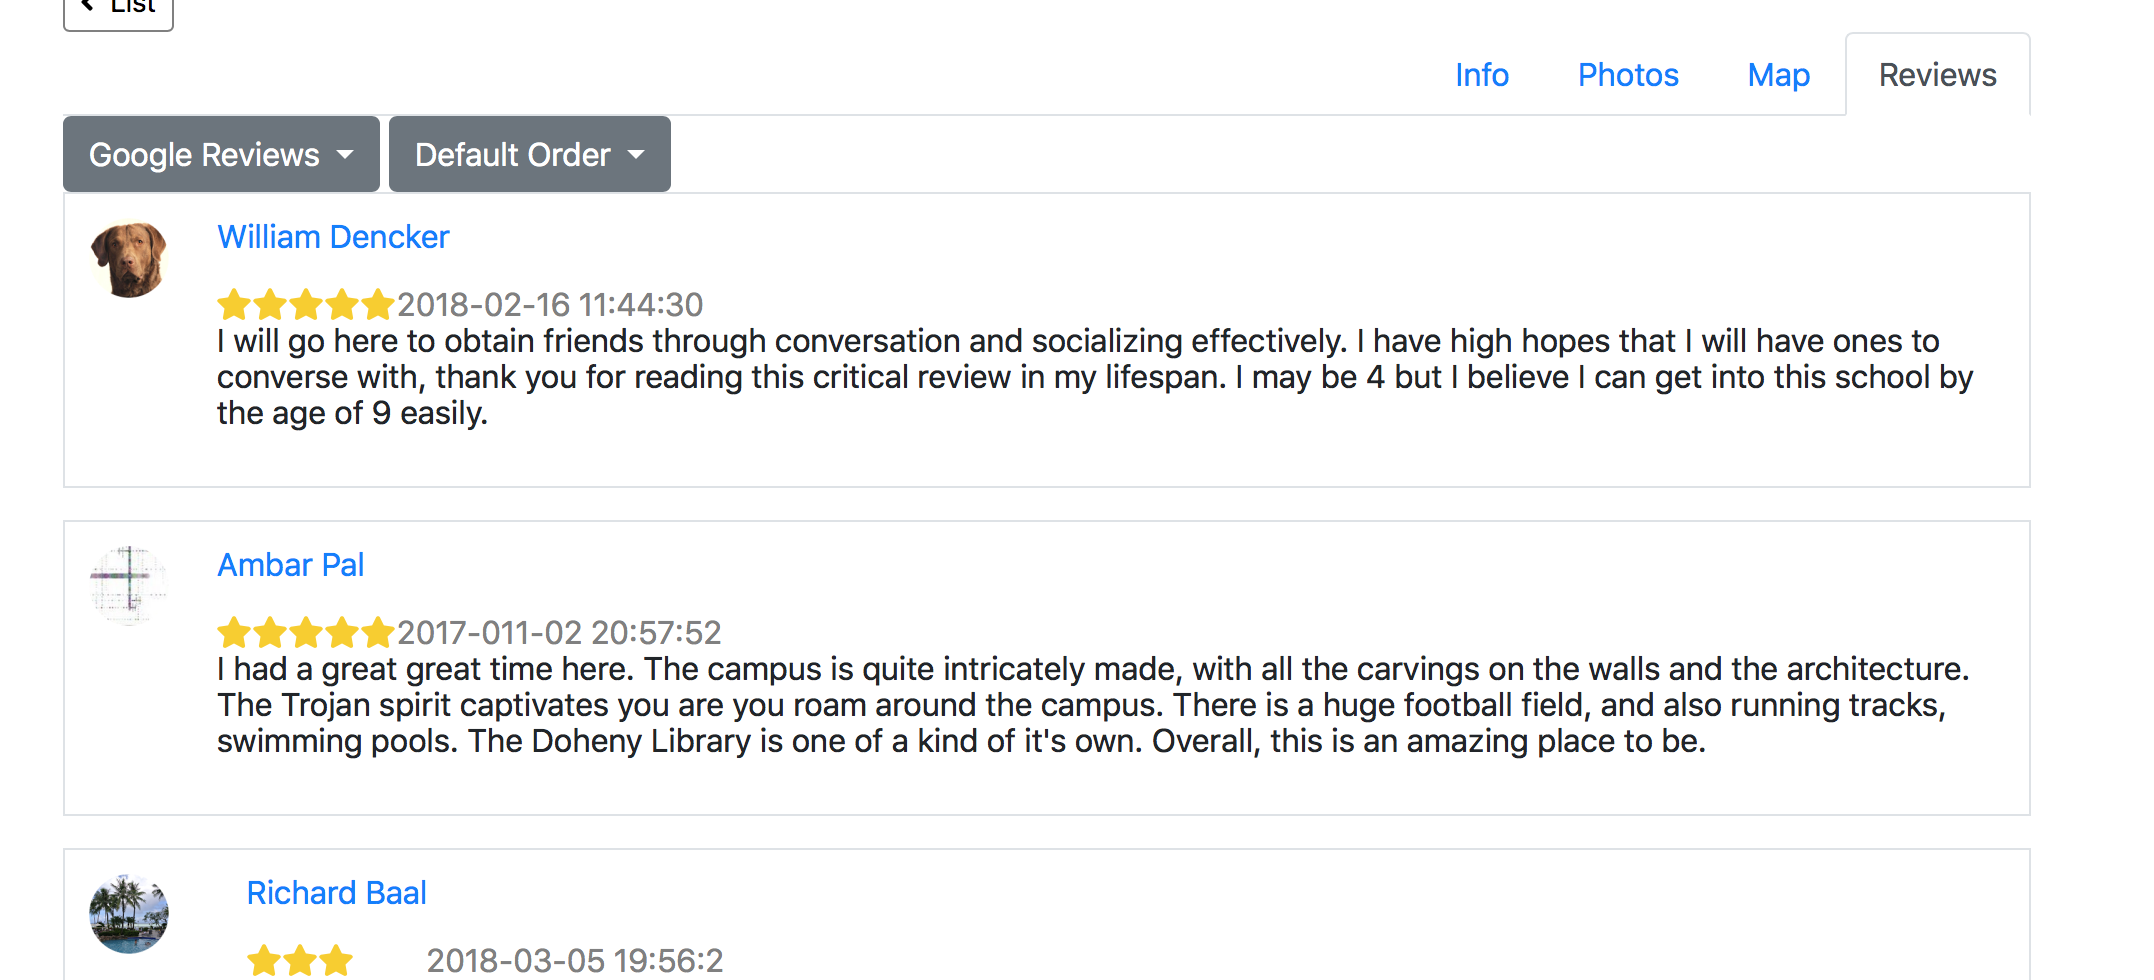 List
Info Photos Map Reviews
Google Reviews Default Order
William Dencker
2018-02-16 11:44:30
I will go here to obtain friends through conversation and socializing effectively. I have high hopes that I will have ones to
converse with, thank you for reading this critical review in my lifespan. I may be 4 but I believe I can get into this school by
the age of 9 easily.
Ambar Pal
2017-011-02 20:57:52
I had a great great time here. The campus is quite intricately made, with all the carvings on the walls and the architecture.
The Trojan spirit captivates you are you roam around the campus. There is a huge football field, and also running tracks,
swimming pools. The Doheny Library is one of a kind of it's own. Overall, this is an amazing place to be.
Richard Baal
2018-03-05 19:56:2